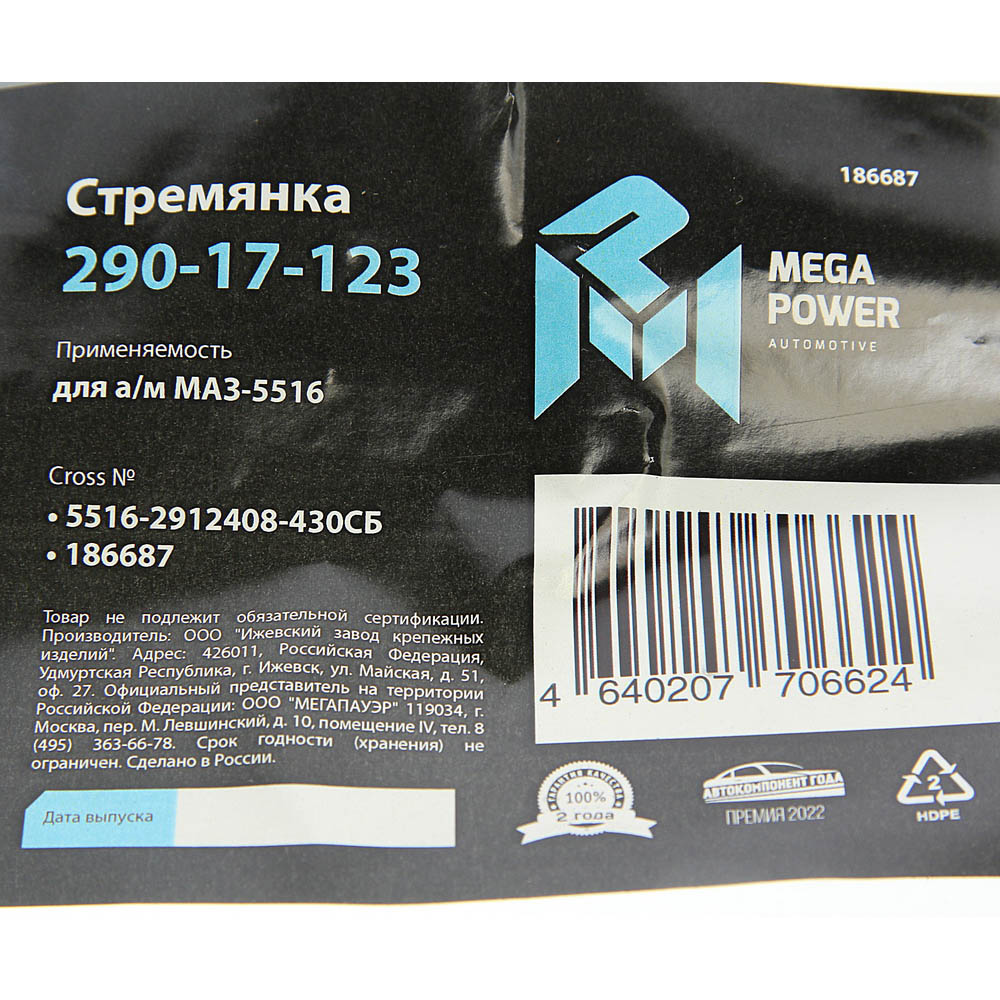 Стремянка
290-17-123
Применяемость
для а/м МАЗ-5516
Cross №
• 5516-2912408-430СБ
• 186687
Товар не подлежит обязательной сертификации.
Производитель: ООО "Ижевский завод крепежных
изделий". Адрес: 426011, Российская Федерация,
Удмуртская Республика, г. Ижевск, ул. Майская, д. 51,
оф. 27. Официальный представитель на территории
Российской Федерации: ООО "МЕГАПАУЭР" 119034, г.
Москва, пер. М. Левшинский, д. 10, помещение IV, тел. 8
(495) 363-66-78. Срок годности (хранения) не
ограничен. Сделано в России.
Дата выпуска
186687
MEGA
POWER
AUTOMOTIVE
4 640207 706624
ГАРАНТИЯ КАЧЕСТВА
100%
2 года
АВТОКОМПОНЕНТ ГОДА
ПРЕМИЯ 2022
2
HDPE